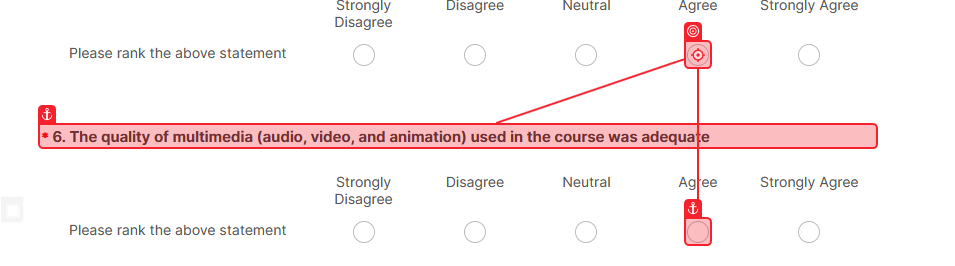 Strongly Disagree Disagree Neutral Agree Strongly Agree
Please rank the above statement
* 6. The quality of multimedia (audio, video, and animation) used in the course was adequate
Strongly Disagree Disagree Neutral Agree Strongly Agree
Please rank the above statement